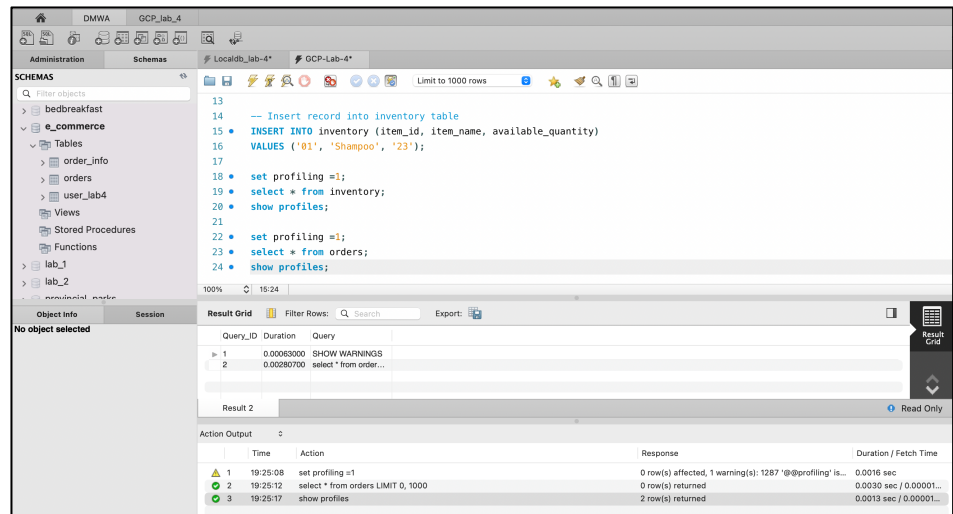 DMWA GCP_lab_4
Administration Schemas
Localdb_lab-4* GCP-Lab-4*
SCHEMAS
Limit to 1000 rows
Filter objects
bedbreakfast
e_commerce
Tables
order_info
orders
user_lab4
Views
Stored Procedures
Functions
lab_1
lab_2
provincial_parks
13
14 -- Insert record into inventory table
15 INSERT INTO inventory (item_id, item_name, available_quantity)
16 VALUES ('01', 'Shampoo', '23');
17
18 set profiling =1;
19 select * from inventory;
20 show profiles;
21
22 set profiling =1;
23 select * from orders;
24 show profiles;
100% 15:24
Object Info Session
No object selected
Result Grid Filter Rows: Search Export:
Result Grid
Query_ID Duration Query
1 0.00063000 SHOW WARNINGS
2 0.00280700 select * from order...
Result 2 Read Only
Action Output
Time Action Response Duration / Fetch Time
1 19:25:08 set profiling =1 0 row(s) affected, 1 warning(s): 1287 '@@profiling' is... 0.0016 sec
2 19:25:12 select * from orders LIMIT 0, 1000 0 row(s) returned 0.0030 sec / 0.00001...
3 19:25:17 show profiles 2 row(s) returned 0.0013 sec / 0.00001...